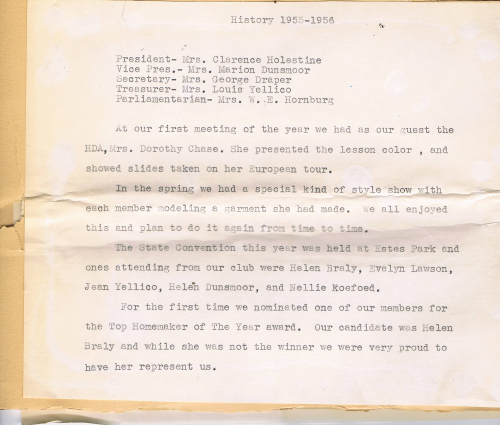 History 1955-1956
President- Mrs. Clarence Holestine
Vice Pres.- Mrs. Marion Dunsmoor
Secretary- Mrs. George Draper
Treasurer- Mrs. Louis Yellico
Parliamentarian- Mrs. W. E. Hornburg
At our first meeting of the year we had as our guest the
HDA, Mrs. Dorothy Chase. She presented the lesson color , and
showed slides taken on her European tour.
In the spring we had a special kind of style show with
each member modeling a garment she had made. We all enjoyed
this and plan to do it again from time to time.
The State Convention this year was held at Estes Park and
ones attending from our club were Helen Braly, Evelyn Lawson,
Jean Yellico, Helen Dunsmoor, and Nellie Koefoed.
For the first time we nominated one of our members for
the Top Homemaker of The Year award. Our candidate was Helen
Braly and while she was not the winner we were very proud to
have her represent us.